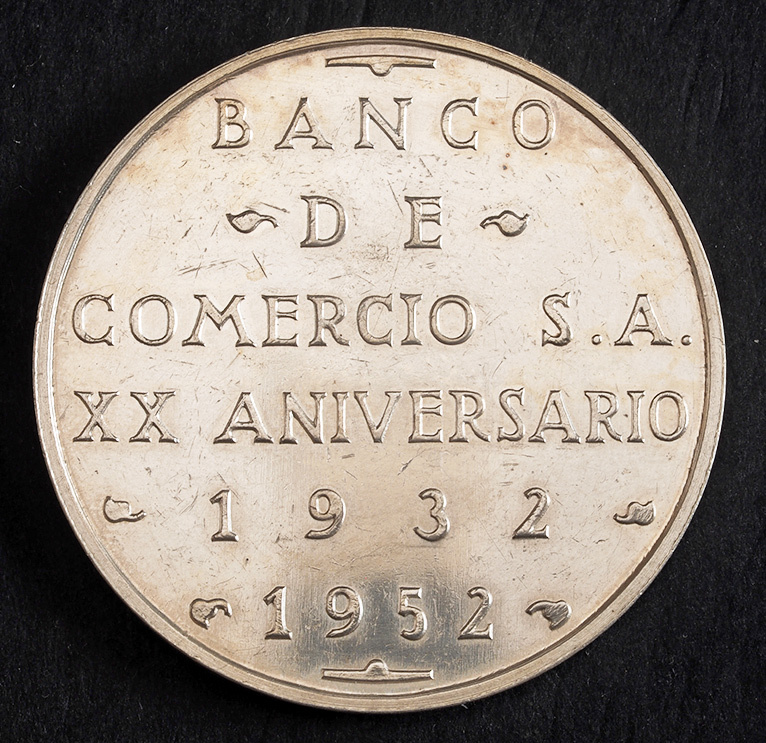 BANCO
DE
COMERCIO S.A.
XX ANIVERSARIO
1932
1952